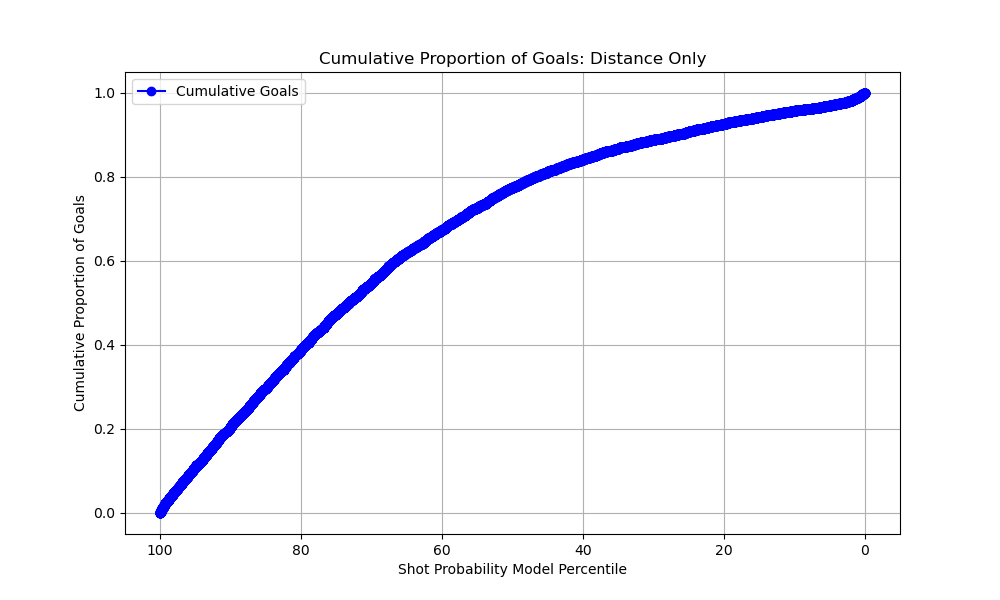 Cumulative Proportion of Goals: Distance Only
Cumulative Goals
Cumulative Proportion of Goals
1.0
0.8
0.6
0.4
0.2
0.0
100 80 60 40 20 0
Shot Probability Model Percentile